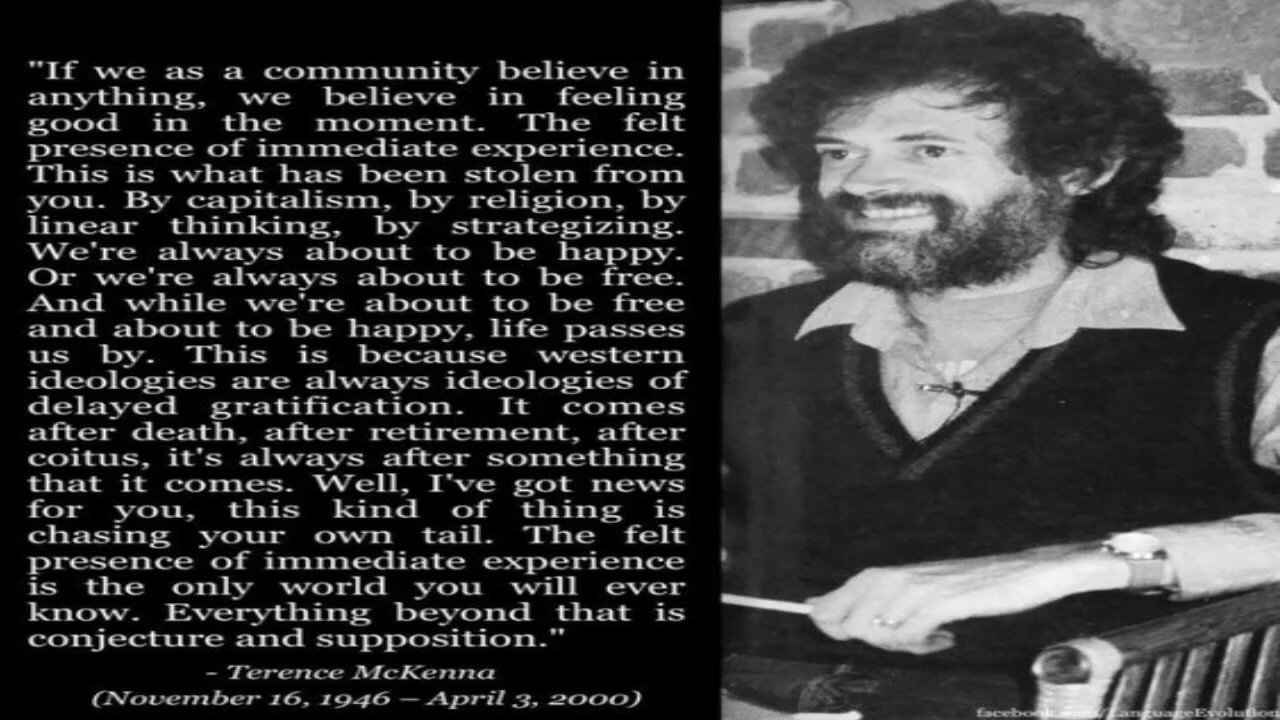 "If we as a community believe in
anything, we believe in feeling
good in the moment. The felt
presence of immediate experience.
This is what has been stolen from
you. By capitalism, by religion, by
linear thinking, by strategizing.
We're always about to be happy.
Or we're always about to be free.
And while we're about to be free
and about to be happy, life passes
us by. This is because western
ideologies are always ideologies of
delayed gratification. It comes
after death, after retirement, after
coitus, it's always after something
that it comes. Well, I've got news
for you, this kind of thing is
chasing your own tail. The felt
presence of immediate experience
is the only world you will ever
know. Everything beyond that is
conjecture and supposition."
- Terence McKenna
(November 16, 1946 – April 3, 2000)
facebook.com/LanguageEvolution